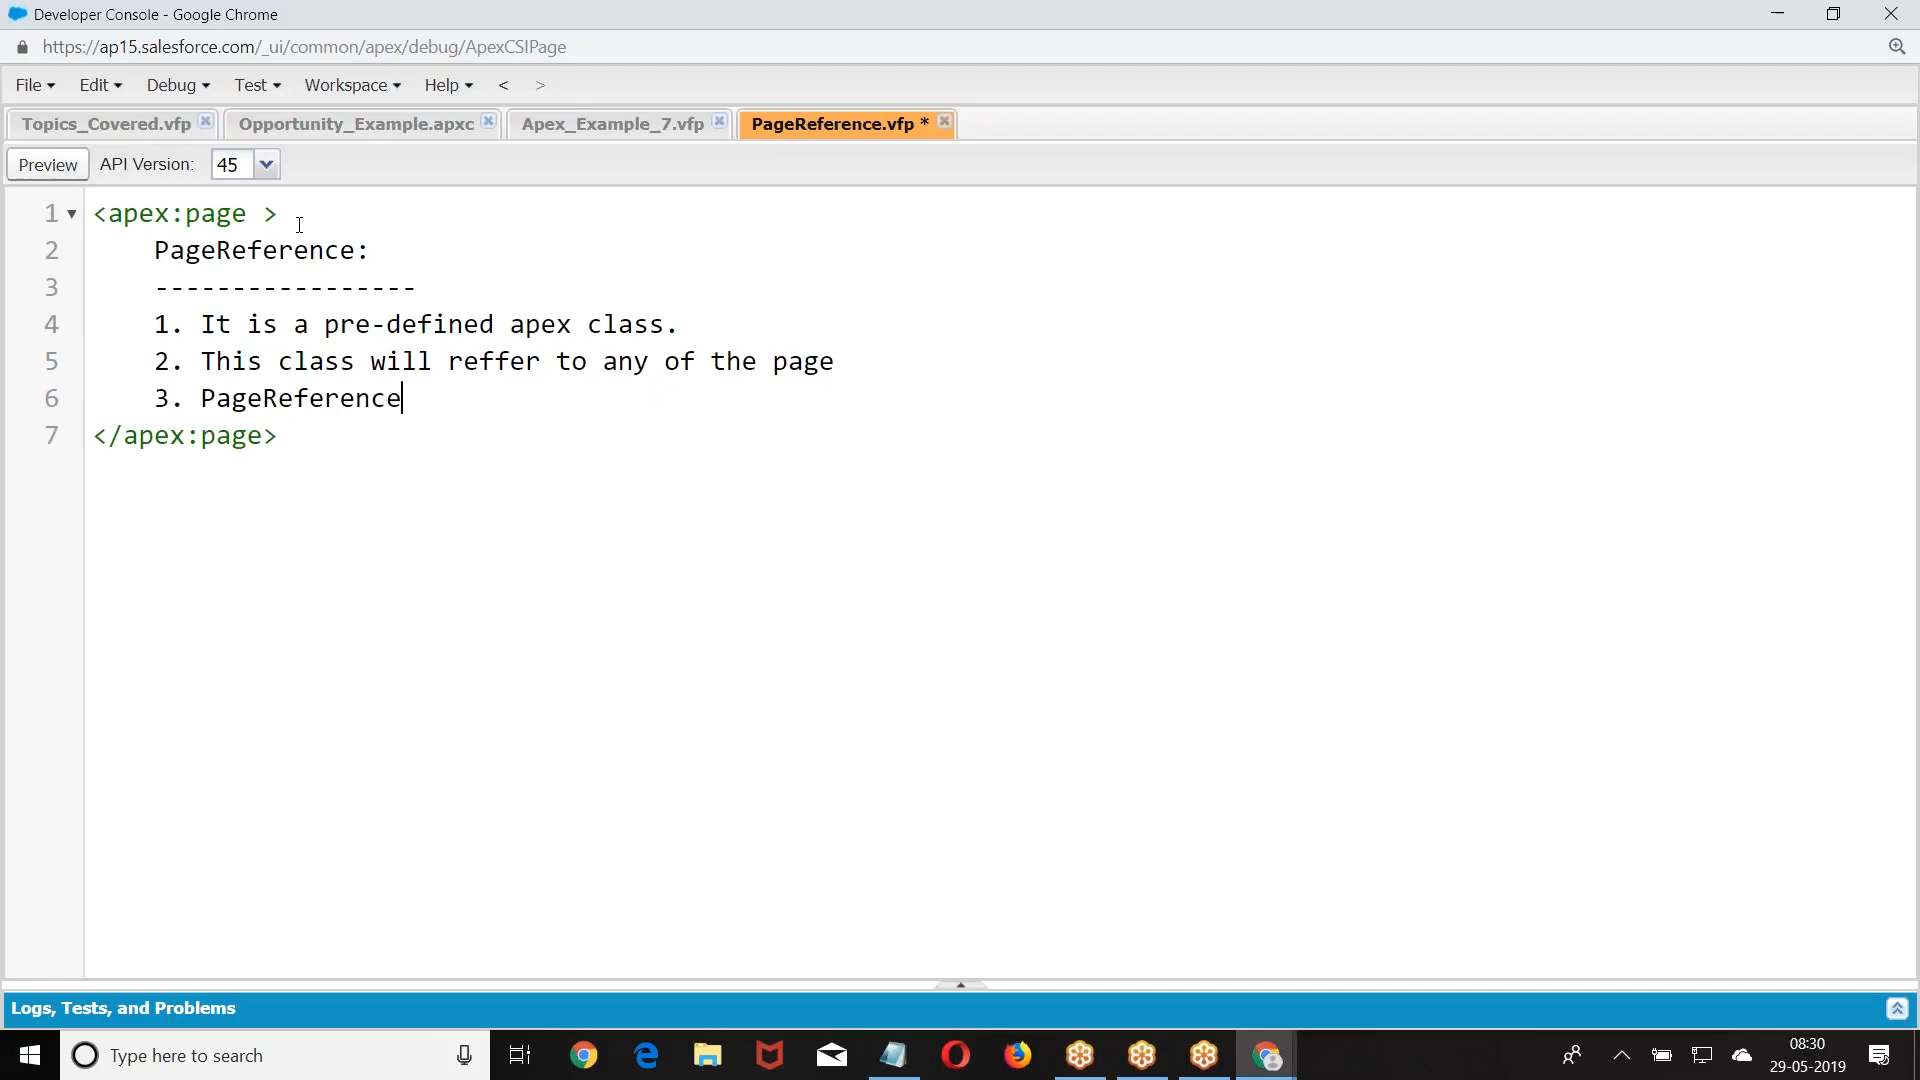 Developer Console - Google Chrome
https://ap15.salesforce.com/_ui/common/apex/debug/ApexCSIPage
File Edit Debug Test Workspace Help < >
Topics_Covered.vfp Opportunity_Example.apxc Apex_Example_7.vfp PageReference.vfp *
Preview API Version: 45
1 <apex:page >
2 PageReference:
3 -----------------
4 1. It is a pre-defined apex class.
5 2. This class will reffer to any of the page
6 3. PageReference
7 </apex:page>
Logs, Tests, and Problems
Type here to search
08:30
29-05-2019